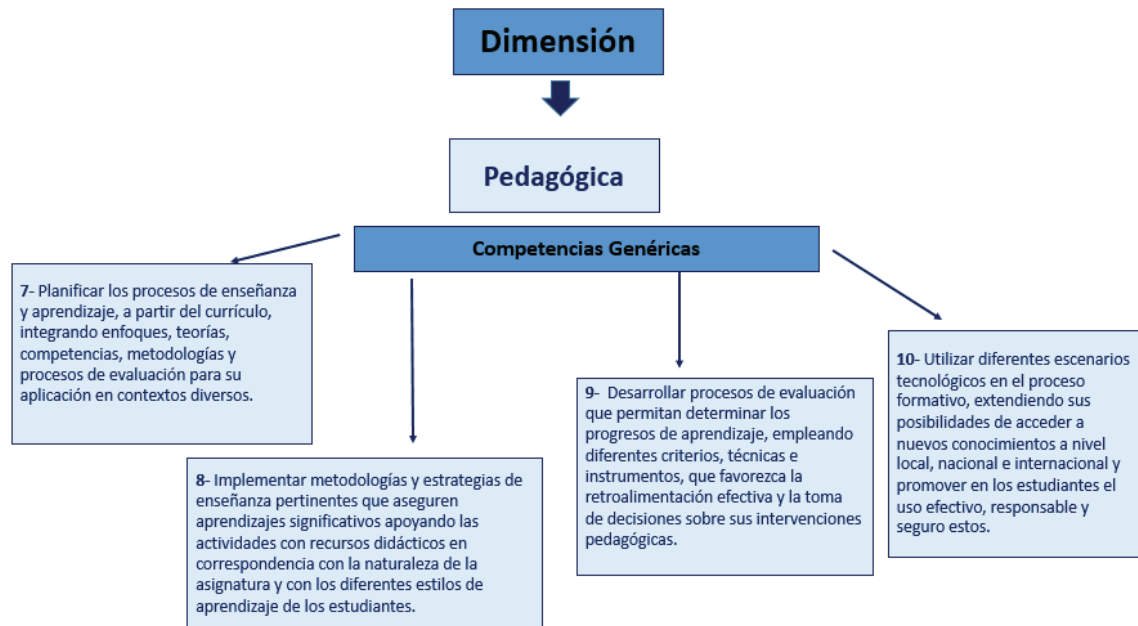 Dimensión
Pedagógica
Competencias Genéricas
7- Planificar los procesos de enseñanza
y aprendizaje, a partir del currículo,
integrando enfoques, teorías,
competencias, metodologías y
procesos de evaluación para su
aplicación en contextos diversos.
8- Implementar metodologías y estrategias de
enseñanza pertinentes que aseguren
aprendizajes significativos apoyando las
actividades con recursos didácticos en
correspondencia con la naturaleza de la
asignatura y con los diferentes estilos de
aprendizaje de los estudiantes.
9- Desarrollar procesos de evaluación
que permitan determinar los
progresos de aprendizaje, empleando
diferentes criterios, técnicas e
instrumentos, que favorezca la
retroalimentación efectiva y la toma
de decisiones sobre sus intervenciones
pedagógicas.
10- Utilizar diferentes escenarios
tecnológicos en el proceso
formativo, extendiendo sus
posibilidades de acceder a
nuevos conocimientos a nivel
local, nacional e internacional y
promover en los estudiantes el
uso efectivo, responsable y
seguro estos.